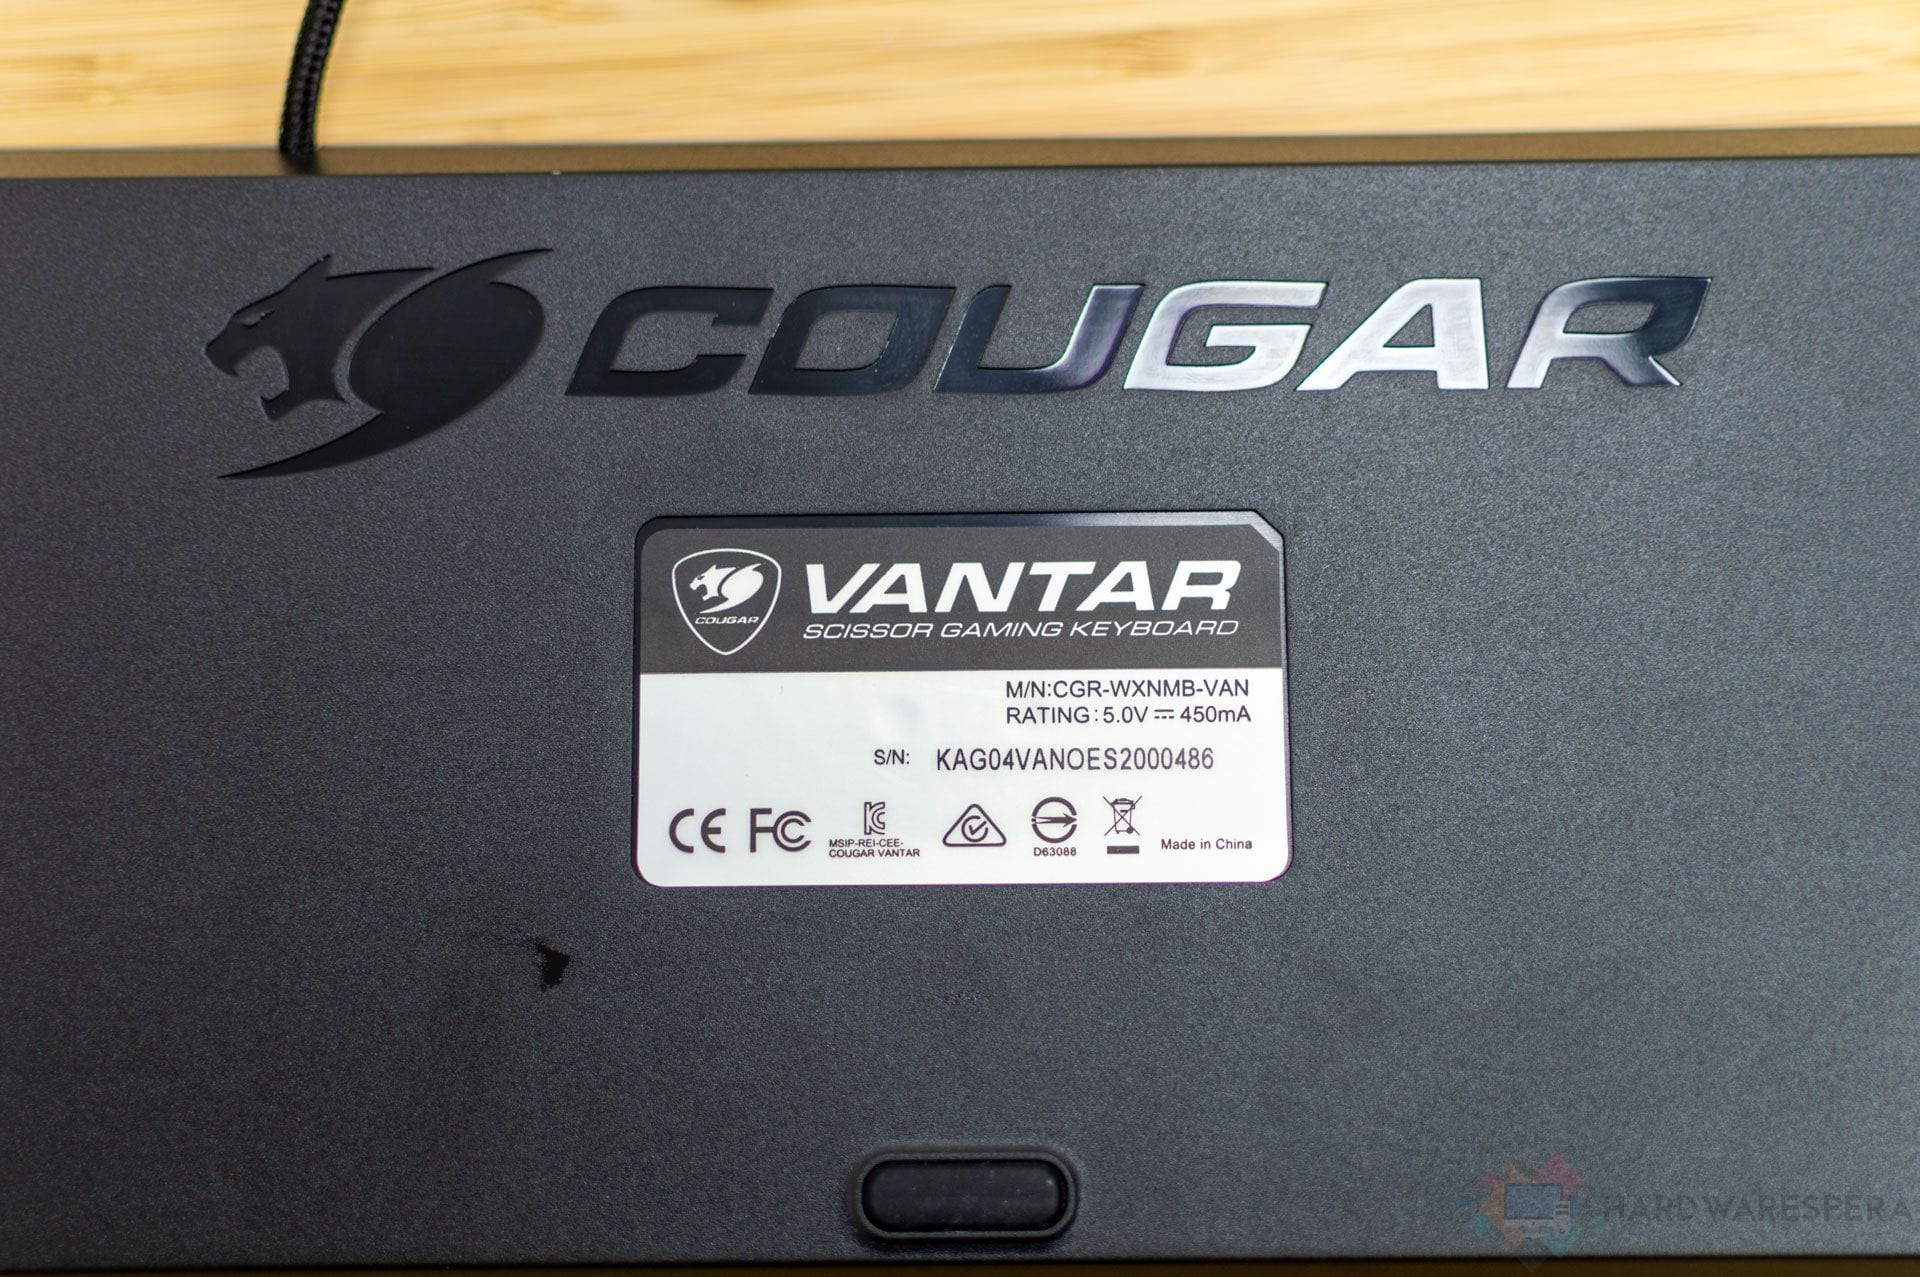 COUGAR
COUGAR
VANTAR
SCISSOR GAMING KEYBOARD
M/N:CGR-WXNMB-VAN
RATING:5.0V ⎓ 450mA
S/N: KAG04VANOES2000486
CE FC
MSIP-REI-CEE-
COUGAR VANTAR
D63088
Made in China
HARDWARESFERA